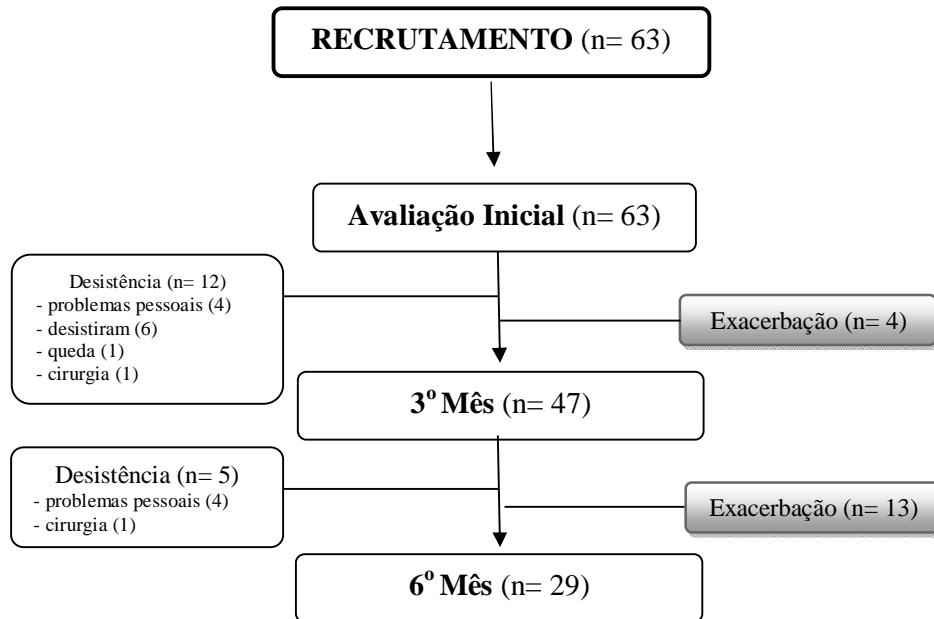 RECRUTAMENTO (n= 63)
Avaliação Inicial (n= 63)
Desistência (n= 12)
- problemas pessoais (4)
- desistiram (6)
- queda (1)
- cirurgia (1)
Exacerbação (n= 4)
3º Mês (n= 47)
Desistência (n= 5)
- problemas pessoais (4)
- cirurgia (1)
Exacerbação (n= 13)
6º Mês (n= 29)